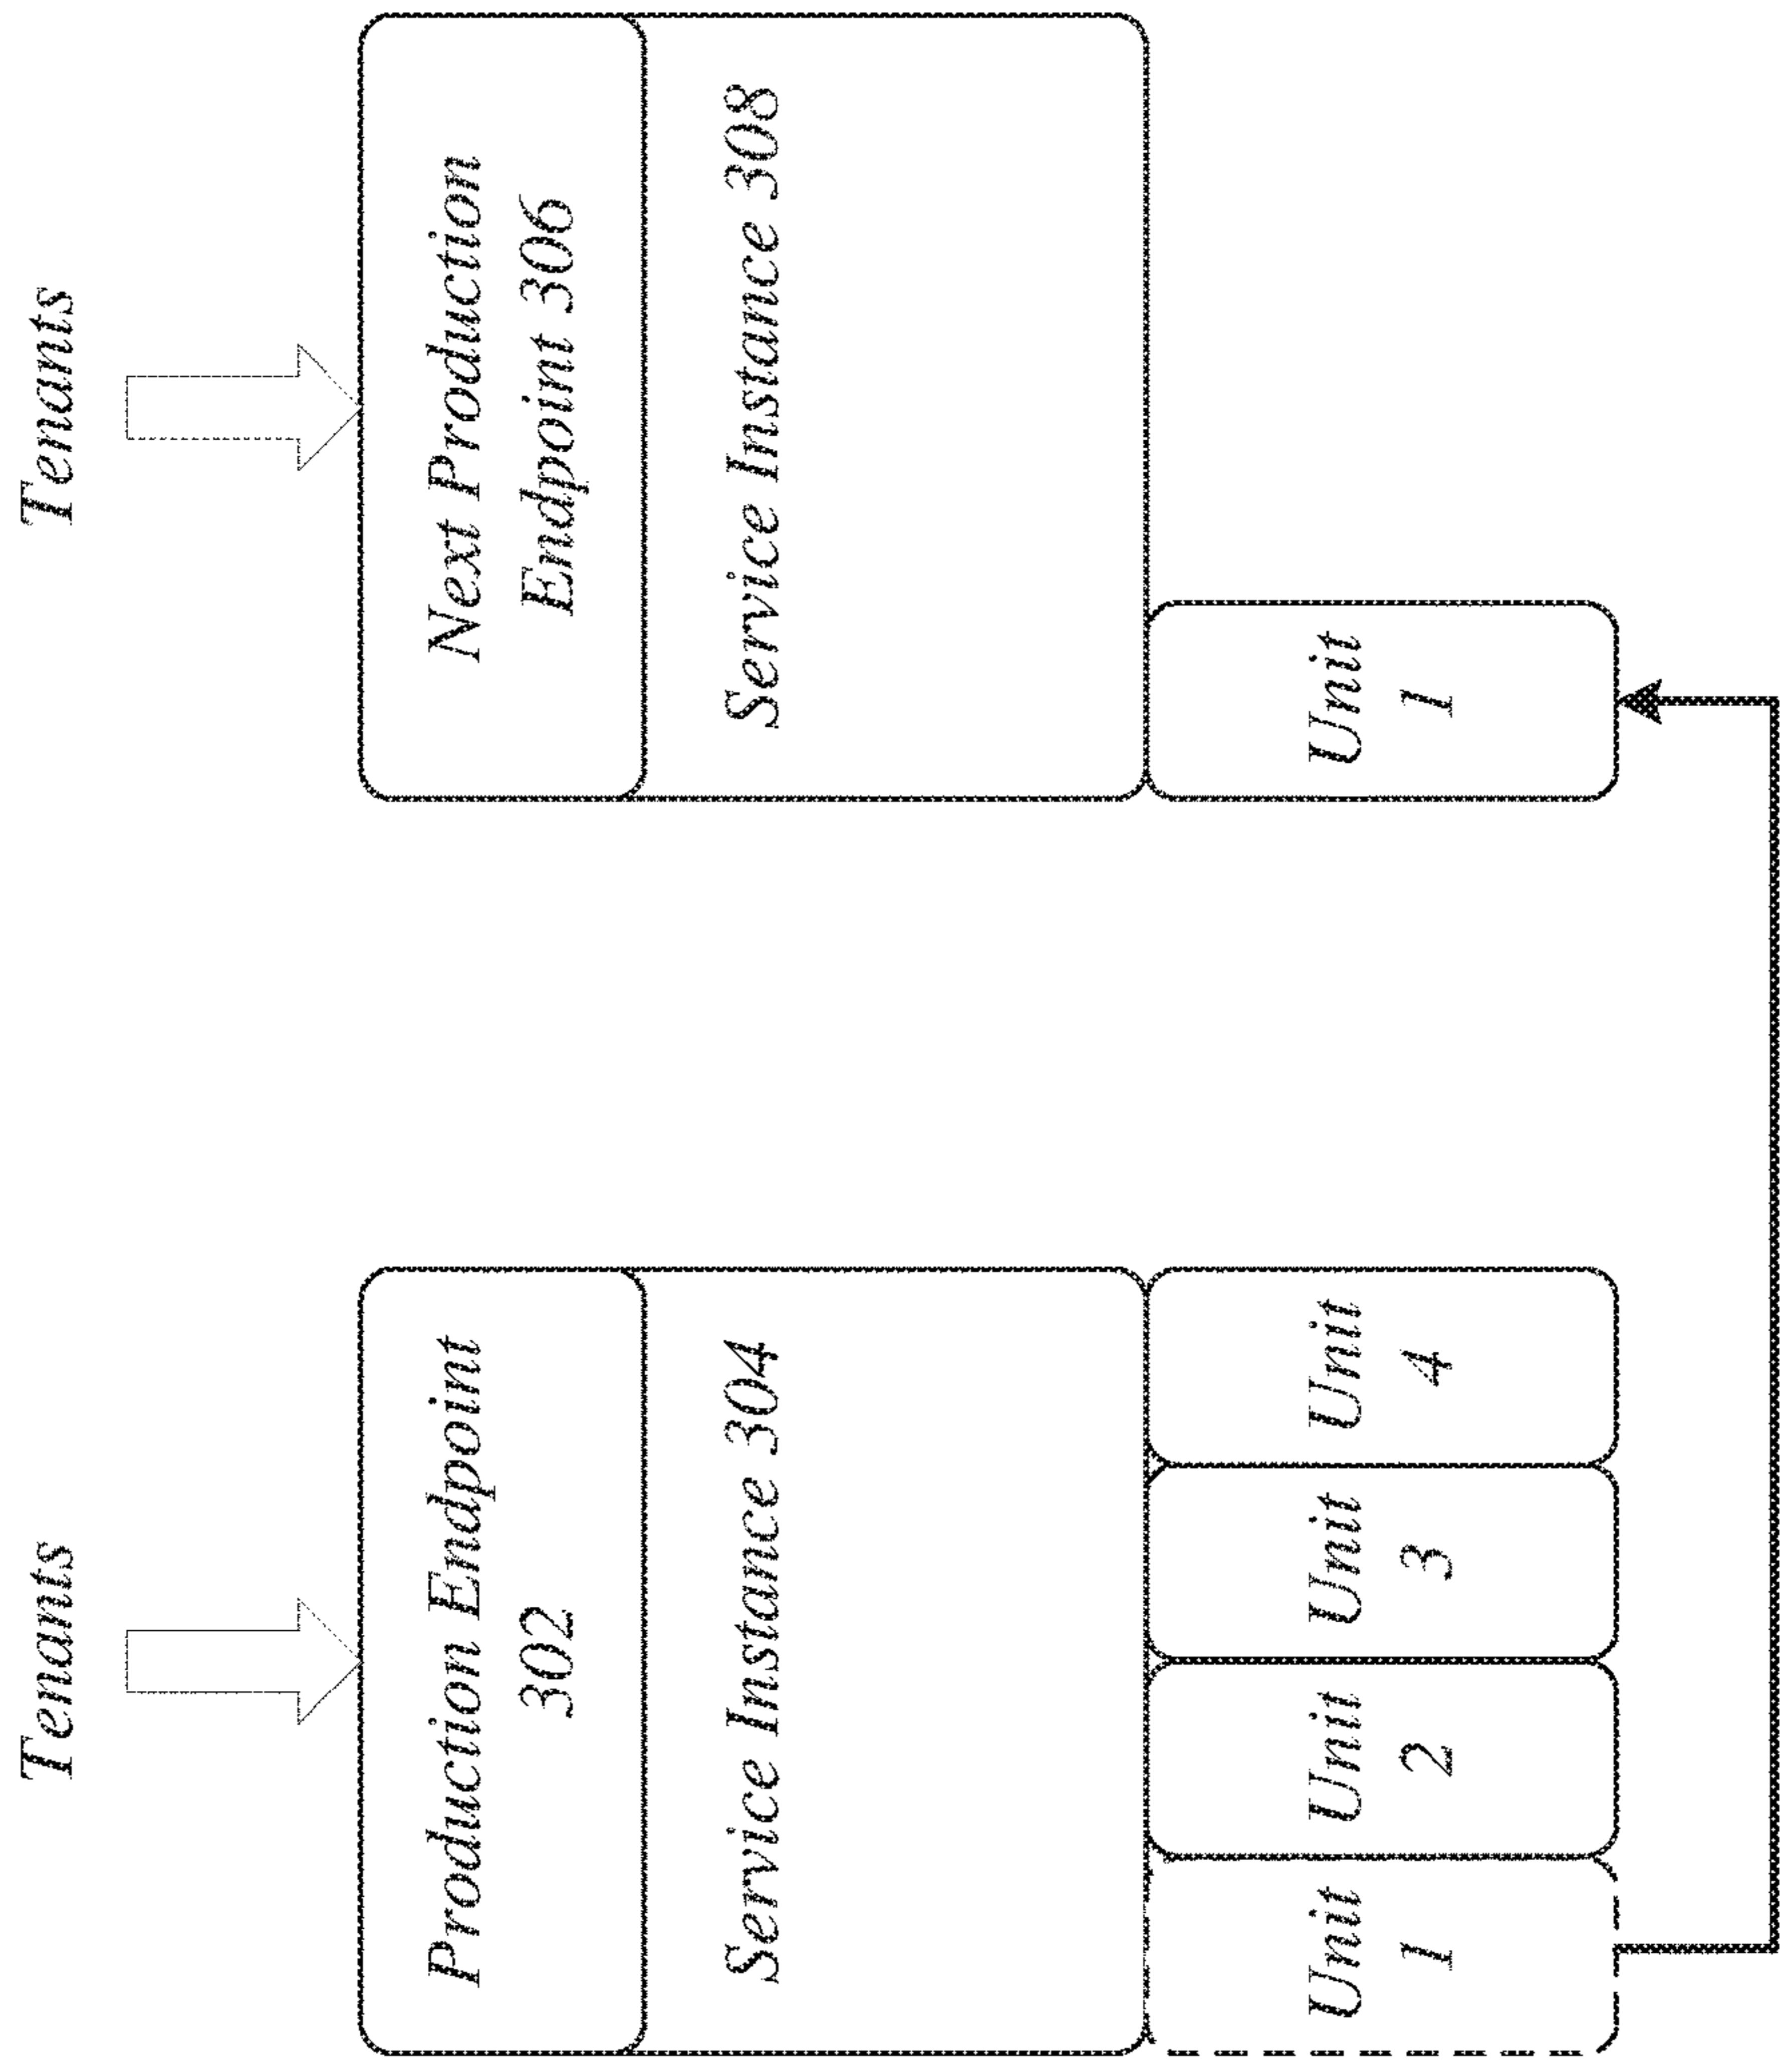 Tenants
Production Endpoint
302
Service Instance 304
Unit
1
Unit
2
Unit
3
Unit
4
Tenants
Next Production
Endpoint 306
Service Instance 308
Unit
1